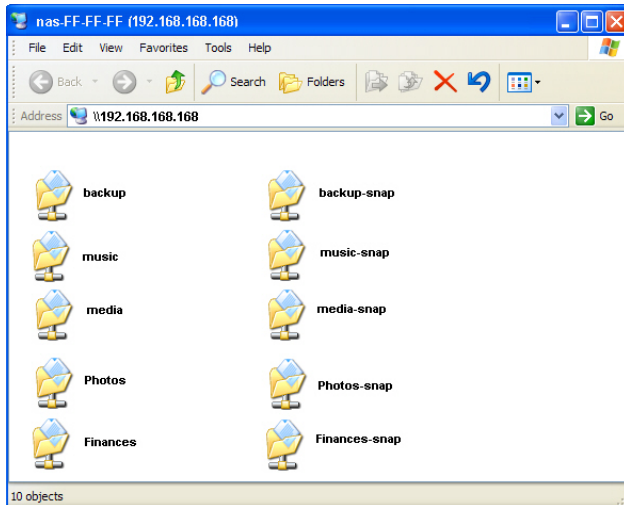 nas-FF-FF-FF (192.168.168.168)
File Edit View Favorites Tools Help
Back Search Folders
Address \\192.168.168.168 Go
backup backup-snap
music music-snap
media media-snap
Photos Photos-snap
Finances Finances-snap
10 objects